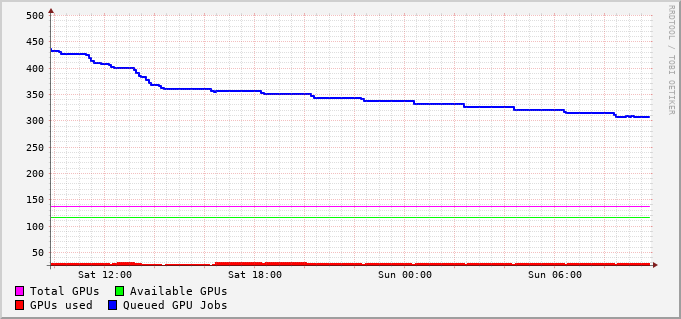 500
450
400
350
300
250
200
150
100
50
Sat 12:00 Sat 18:00 Sun 00:00 Sun 06:00
Total GPUs Available GPUs
GPUs used Queued GPU Jobs
RRDTOOL / TOBI OETIKER